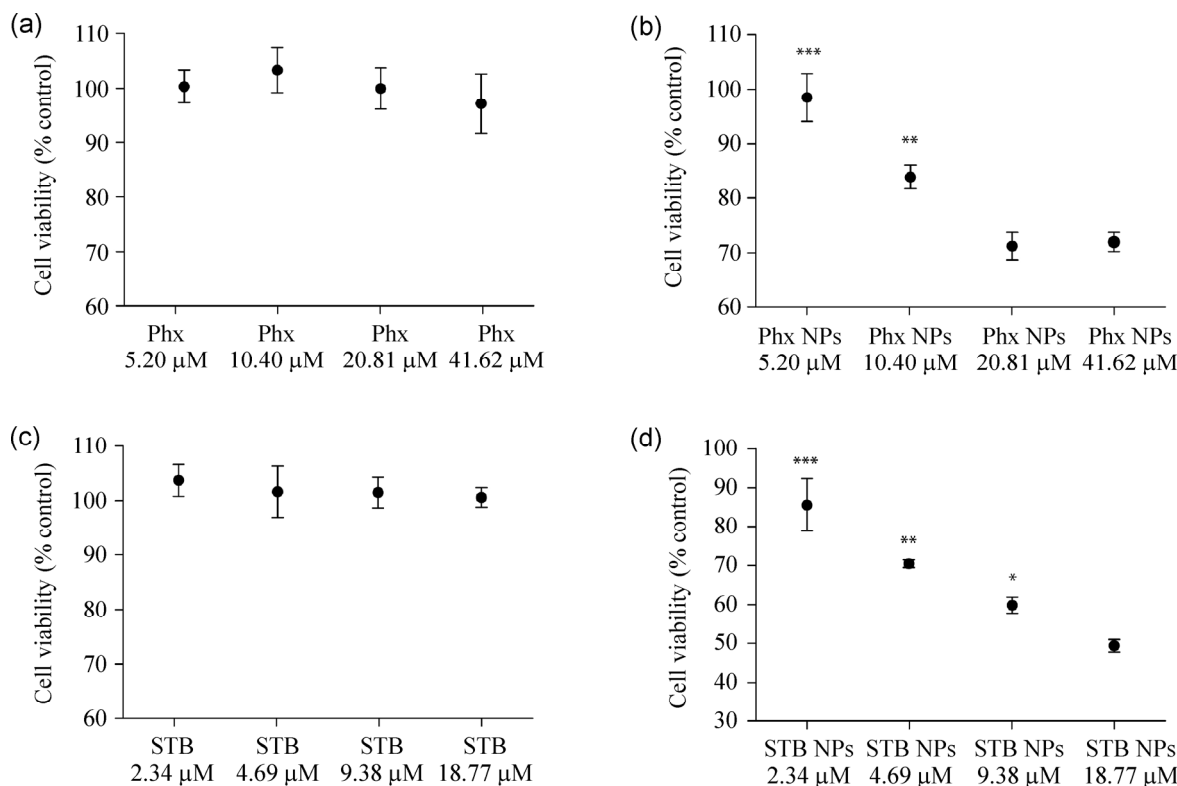 (a)
Cell viability (% control)
110
100
90
80
70
60
Phx Phx Phx Phx
5.20 μM 10.40 μM 20.81 μM 41.62 μM
(b)
Cell viability (% control)
110
100
90
80
70
60
***
**
Phx NPs Phx NPs Phx NPs Phx NPs
5.20 μM 10.40 μM 20.81 μM 41.62 μM
(c)
Cell viability (% control)
110
100
90
80
70
60
STB STB STB STB
2.34 μM 4.69 μM 9.38 μM 18.77 μM
(d)
Cell viability (% control)
100
90
80
70
60
50
40
30
***
**
*
STB NPs STB NPs STB NPs STB NPs
2.34 μM 4.69 μM 9.38 μM 18.77 μM